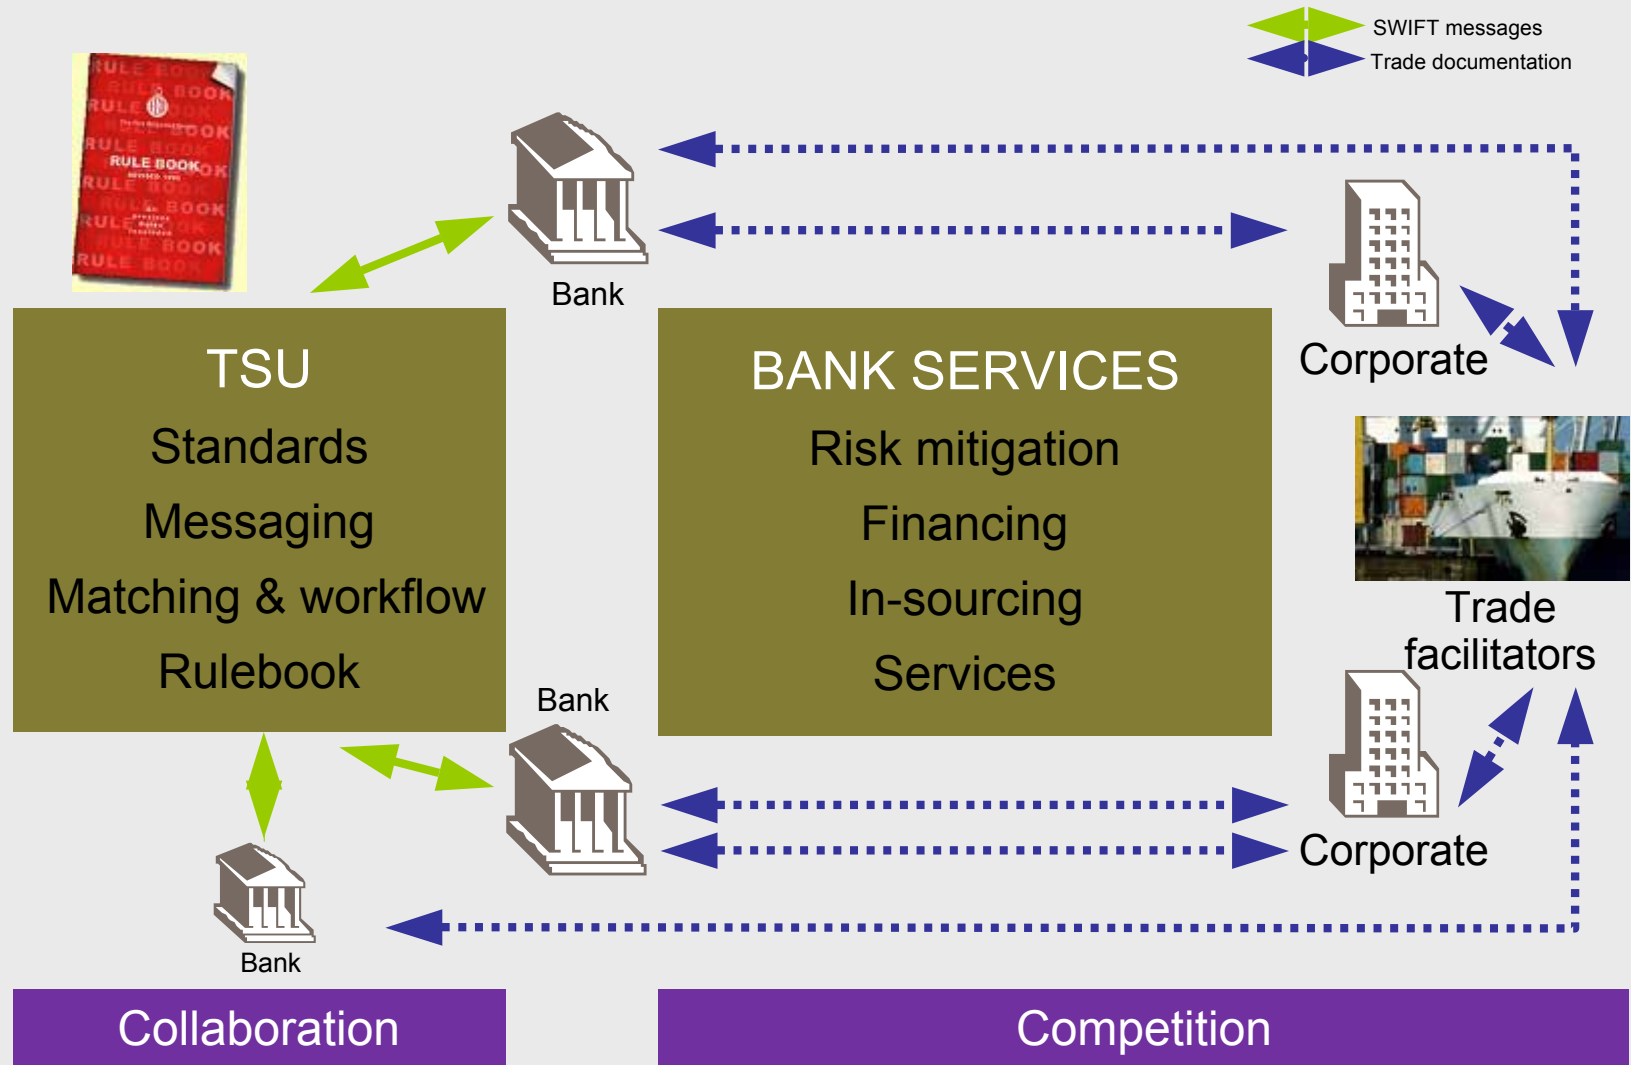 SWIFT messages
Trade documentation
RULE BOOK
Bank
TSU
Standards
Messaging
Matching & workflow
Rulebook
BANK SERVICES
Risk mitigation
Financing
In-sourcing
Services
Corporate
Trade
facilitators
Bank
Corporate
Bank
Collaboration
Competition